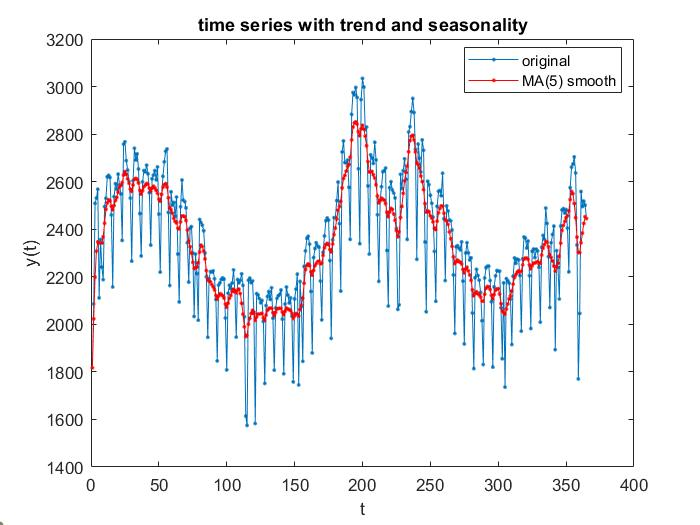 time series with trend and seasonality
3200
3000
2800
2600
2400
2200
2000
1800
1600
1400
y(t)
original
MA(5) smooth
0 50 100 150 200 250 300 350 400
t